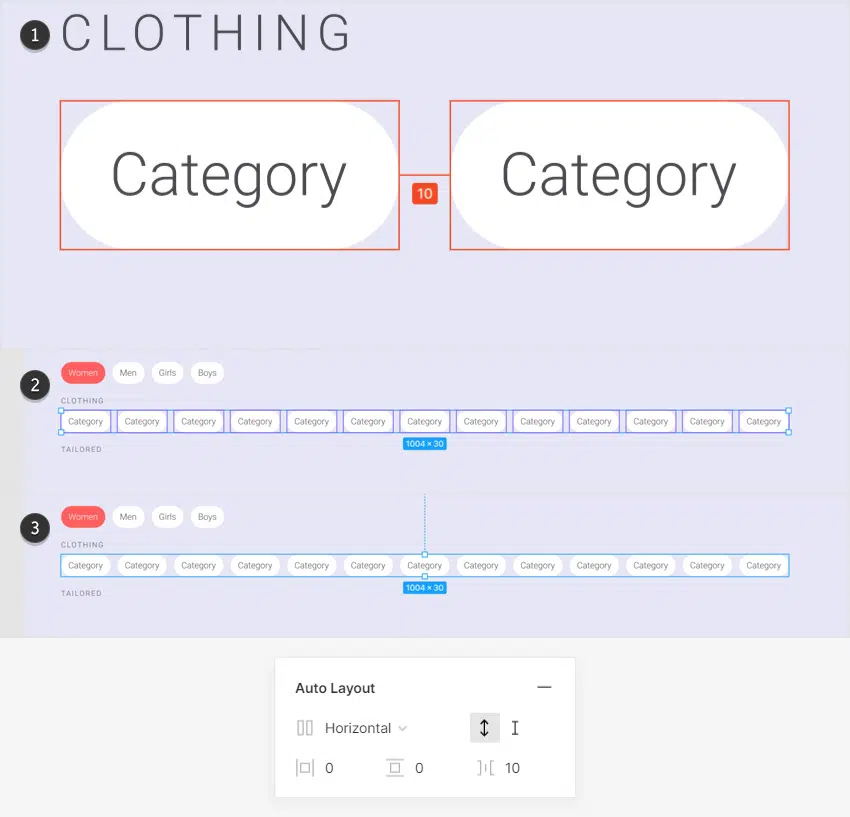 1 CLOTHING
Category Category
10
2 Women Men Girls Boys
CLOTHING
Category Category Category Category Category Category Category Category Category Category Category Category Category
1004 × 30
TAILORED
3 Women Men Girls Boys
CLOTHING
Category Category Category Category Category Category Category Category Category Category Category Category Category
1004 × 30
TAILORED
Auto Layout
Horizontal
0 0 10